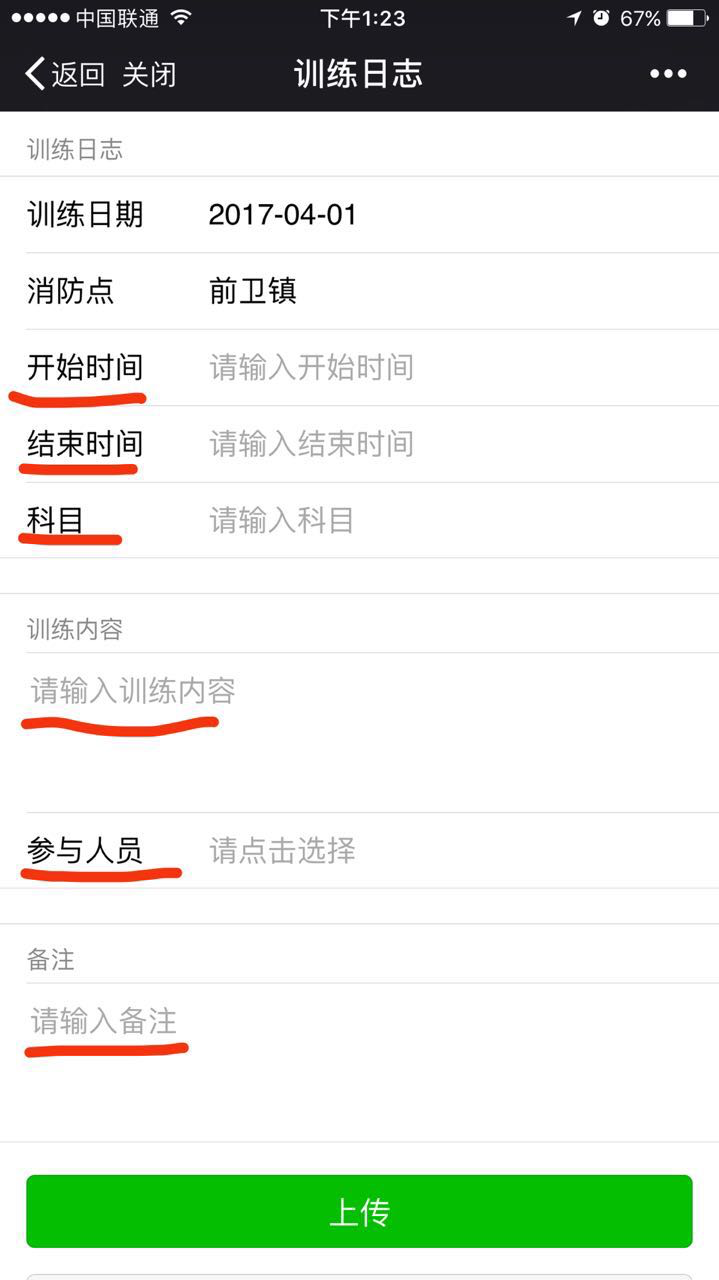 中国联通 下午1:23 67%
返回 关闭 训练日志
训练日志
训练日期 2017-04-01
消防点 前卫镇
开始时间 请输入开始时间
结束时间 请输入结束时间
科目 请输入科目
训练内容
请输入训练内容
参与人员 请点击选择
备注
请输入备注
上传